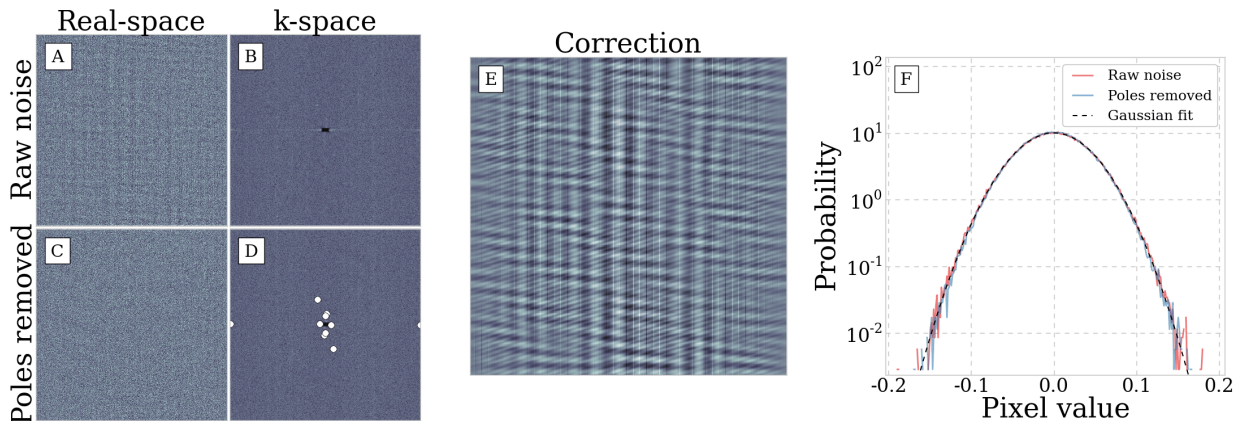 Real-space
k-space
Raw noise
Poles removed
A
B
C
D
Correction
E
F
Raw noise
Poles removed
Gaussian fit
Probability
10²
10¹
10⁰
10⁻¹
10⁻²
-0.2
-0.1
0.0
0.1
0.2
Pixel value